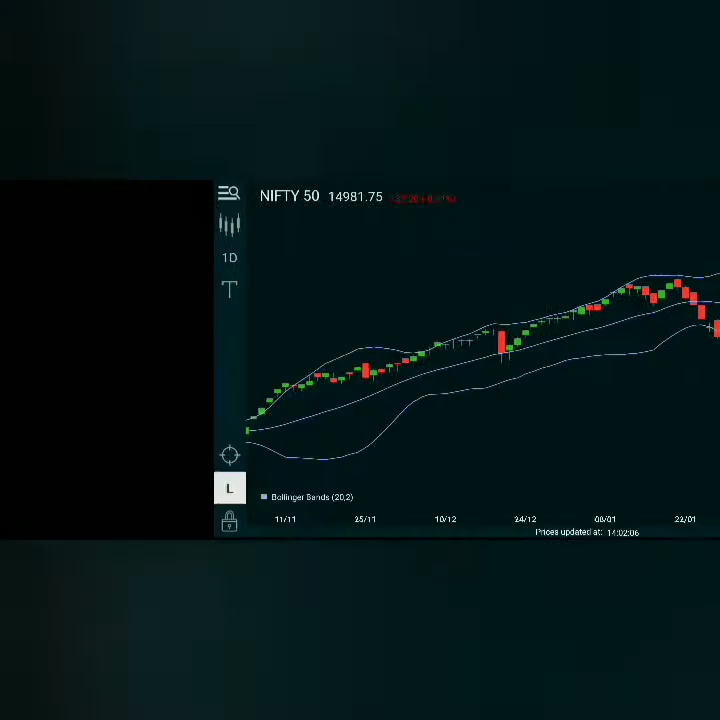 NIFTY 50 14981.75
1D
T
L
Bollinger Bands (20,2)
11/11 25/11 10/12 24/12 08/01 22/01
Prices updated at: 14:02:06